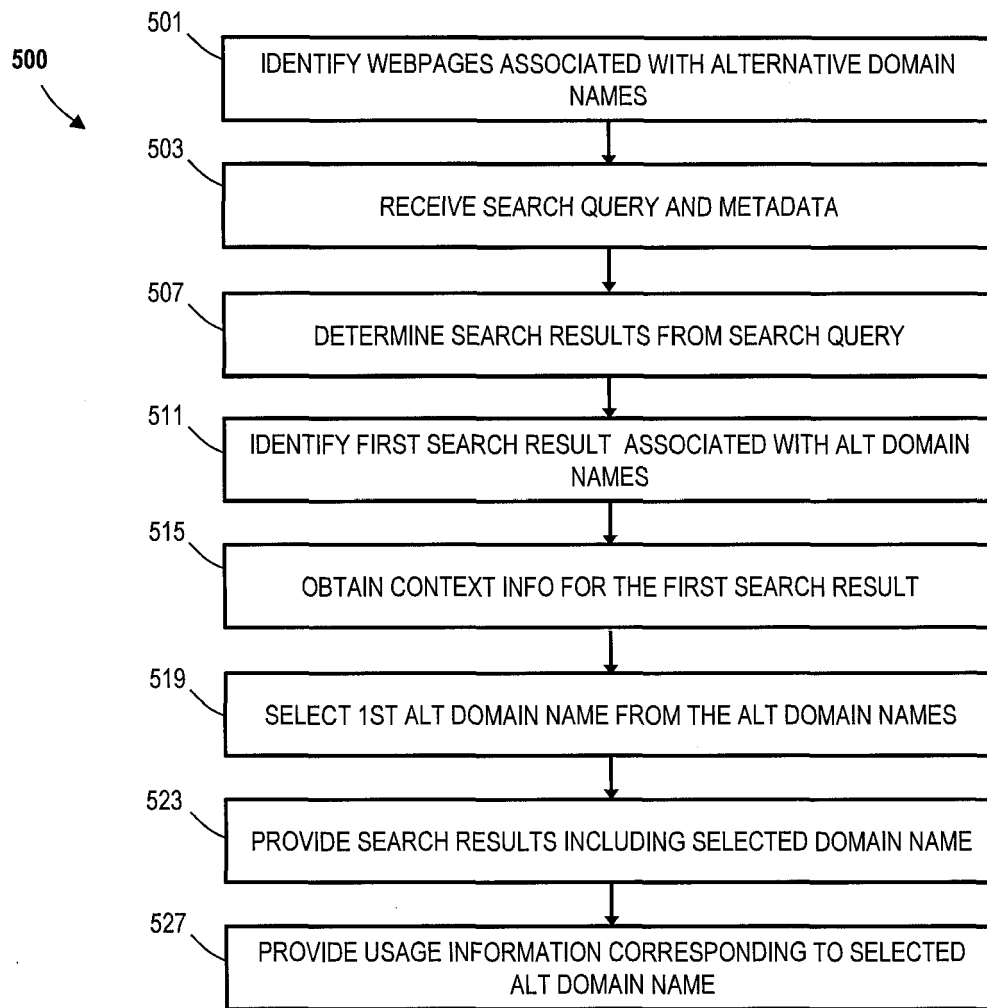 500
501
IDENTIFY WEBPAGES ASSOCIATED WITH ALTERNATIVE DOMAIN
NAMES
503
RECEIVE SEARCH QUERY AND METADATA
507
DETERMINE SEARCH RESULTS FROM SEARCH QUERY
511
IDENTIFY FIRST SEARCH RESULT ASSOCIATED WITH ALT DOMAIN
NAMES
515
OBTAIN CONTEXT INFO FOR THE FIRST SEARCH RESULT
519
SELECT 1ST ALT DOMAIN NAME FROM THE ALT DOMAIN NAMES
523
PROVIDE SEARCH RESULTS INCLUDING SELECTED DOMAIN NAME
527
PROVIDE USAGE INFORMATION CORRESPONDING TO SELECTED
ALT DOMAIN NAME